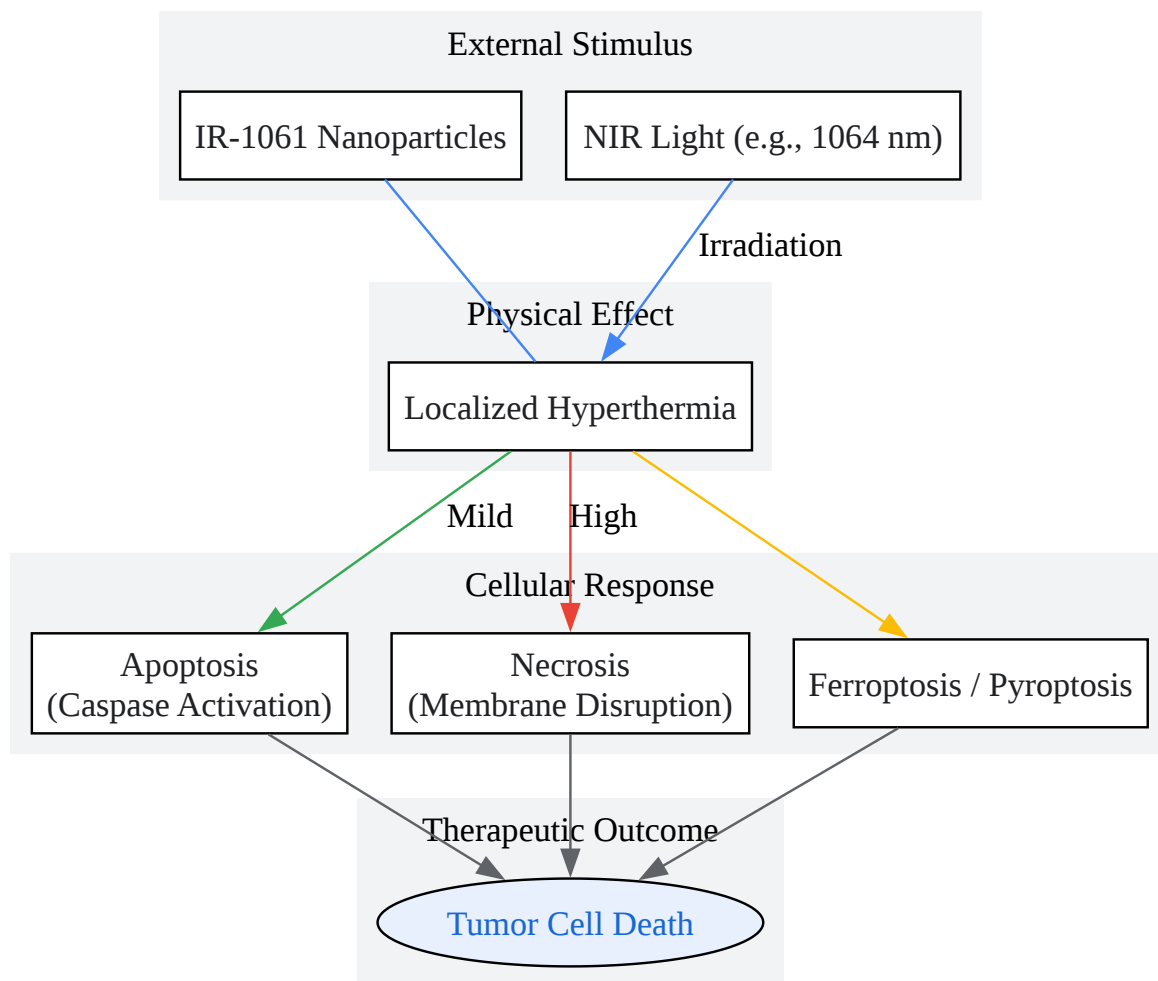 External Stimulus
IR-1061 Nanoparticles
NIR Light (e.g., 1064 nm)
Irradiation
Physical Effect
Localized Hyperthermia
Mild
High
Cellular Response
Apoptosis
(Caspase Activation)
Necrosis
(Membrane Disruption)
Ferroptosis / Pyroptosis
Therapeutic Outcome
Tumor Cell Death